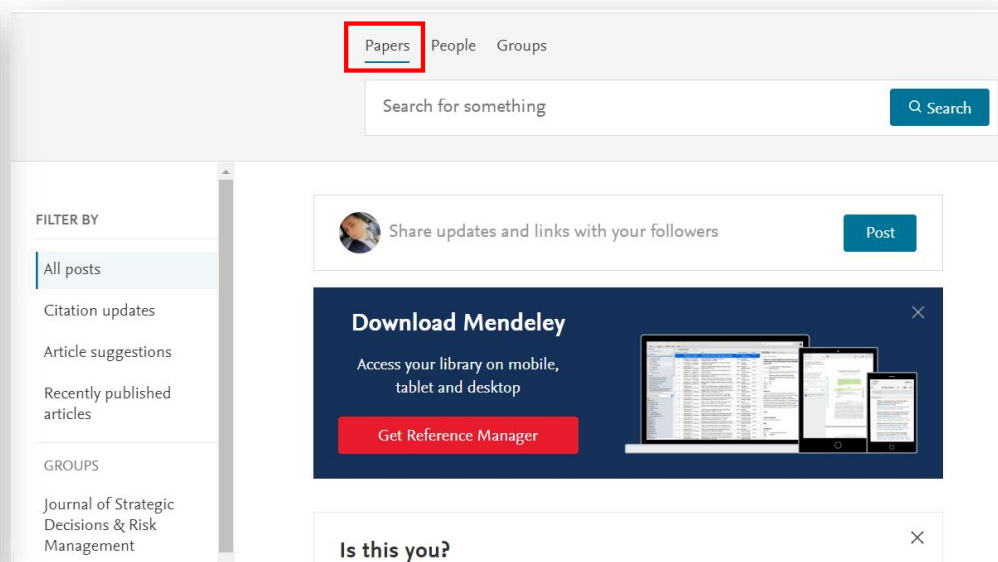 Papers People Groups
Search for something
Search
FILTER BY
All posts
Citation updates
Article suggestions
Recently published
articles
GROUPS
Journal of Strategic
Decisions & Risk
Management
Share updates and links with your followers
Post
Download Mendeley
Access your library on mobile,
tablet and desktop
Get Reference Manager
Is this you?